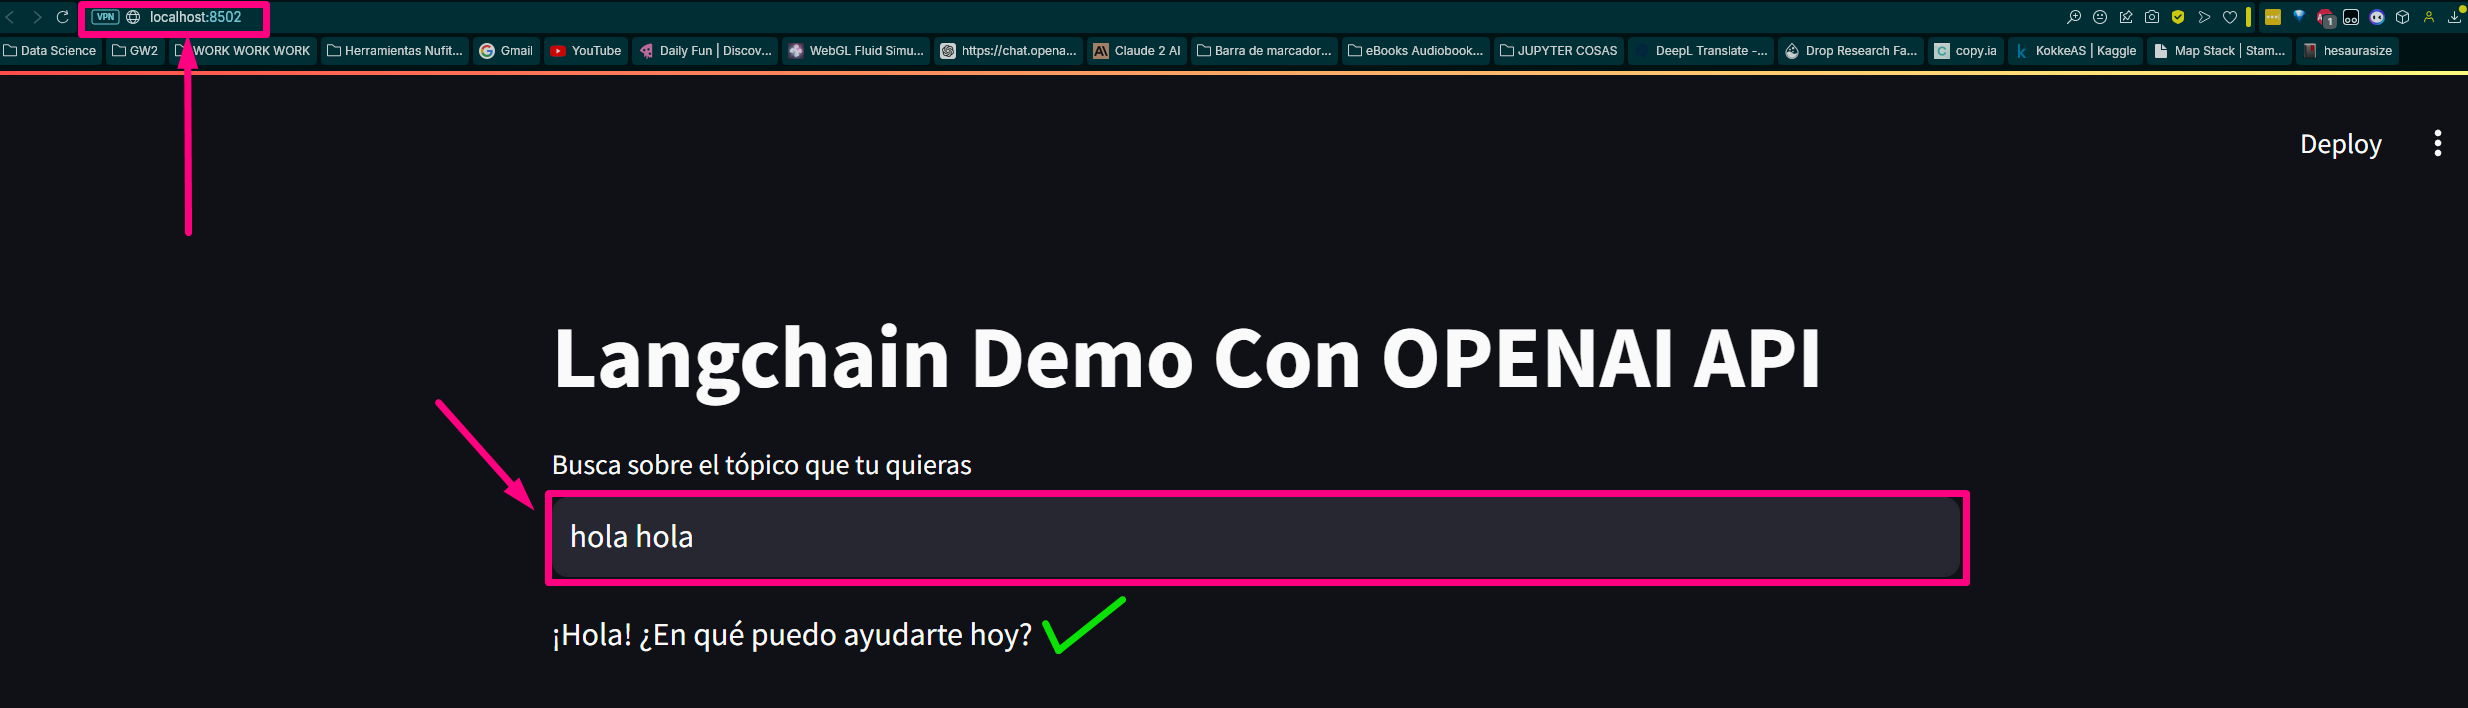 VPN localhost:8502
1
Data Science GW2 WORK WORK WORK Herramientas Nufit... Gmail YouTube Daily Fun | Discov... WebGL Fluid Simu... https://chat.opena... Claude 2 AI Barra de marcador... eBooks Audiobook... JUPYTER COSAS DeepL Translate -... Drop Research Fa... copy.ia KokkeAS | Kaggle Map Stack | Stam... hesaurasize
Deploy
Langchain Demo Con OPENAI API
Busca sobre el tópico que tu quieras
hola hola
¡Hola! ¿En qué puedo ayudarte hoy?